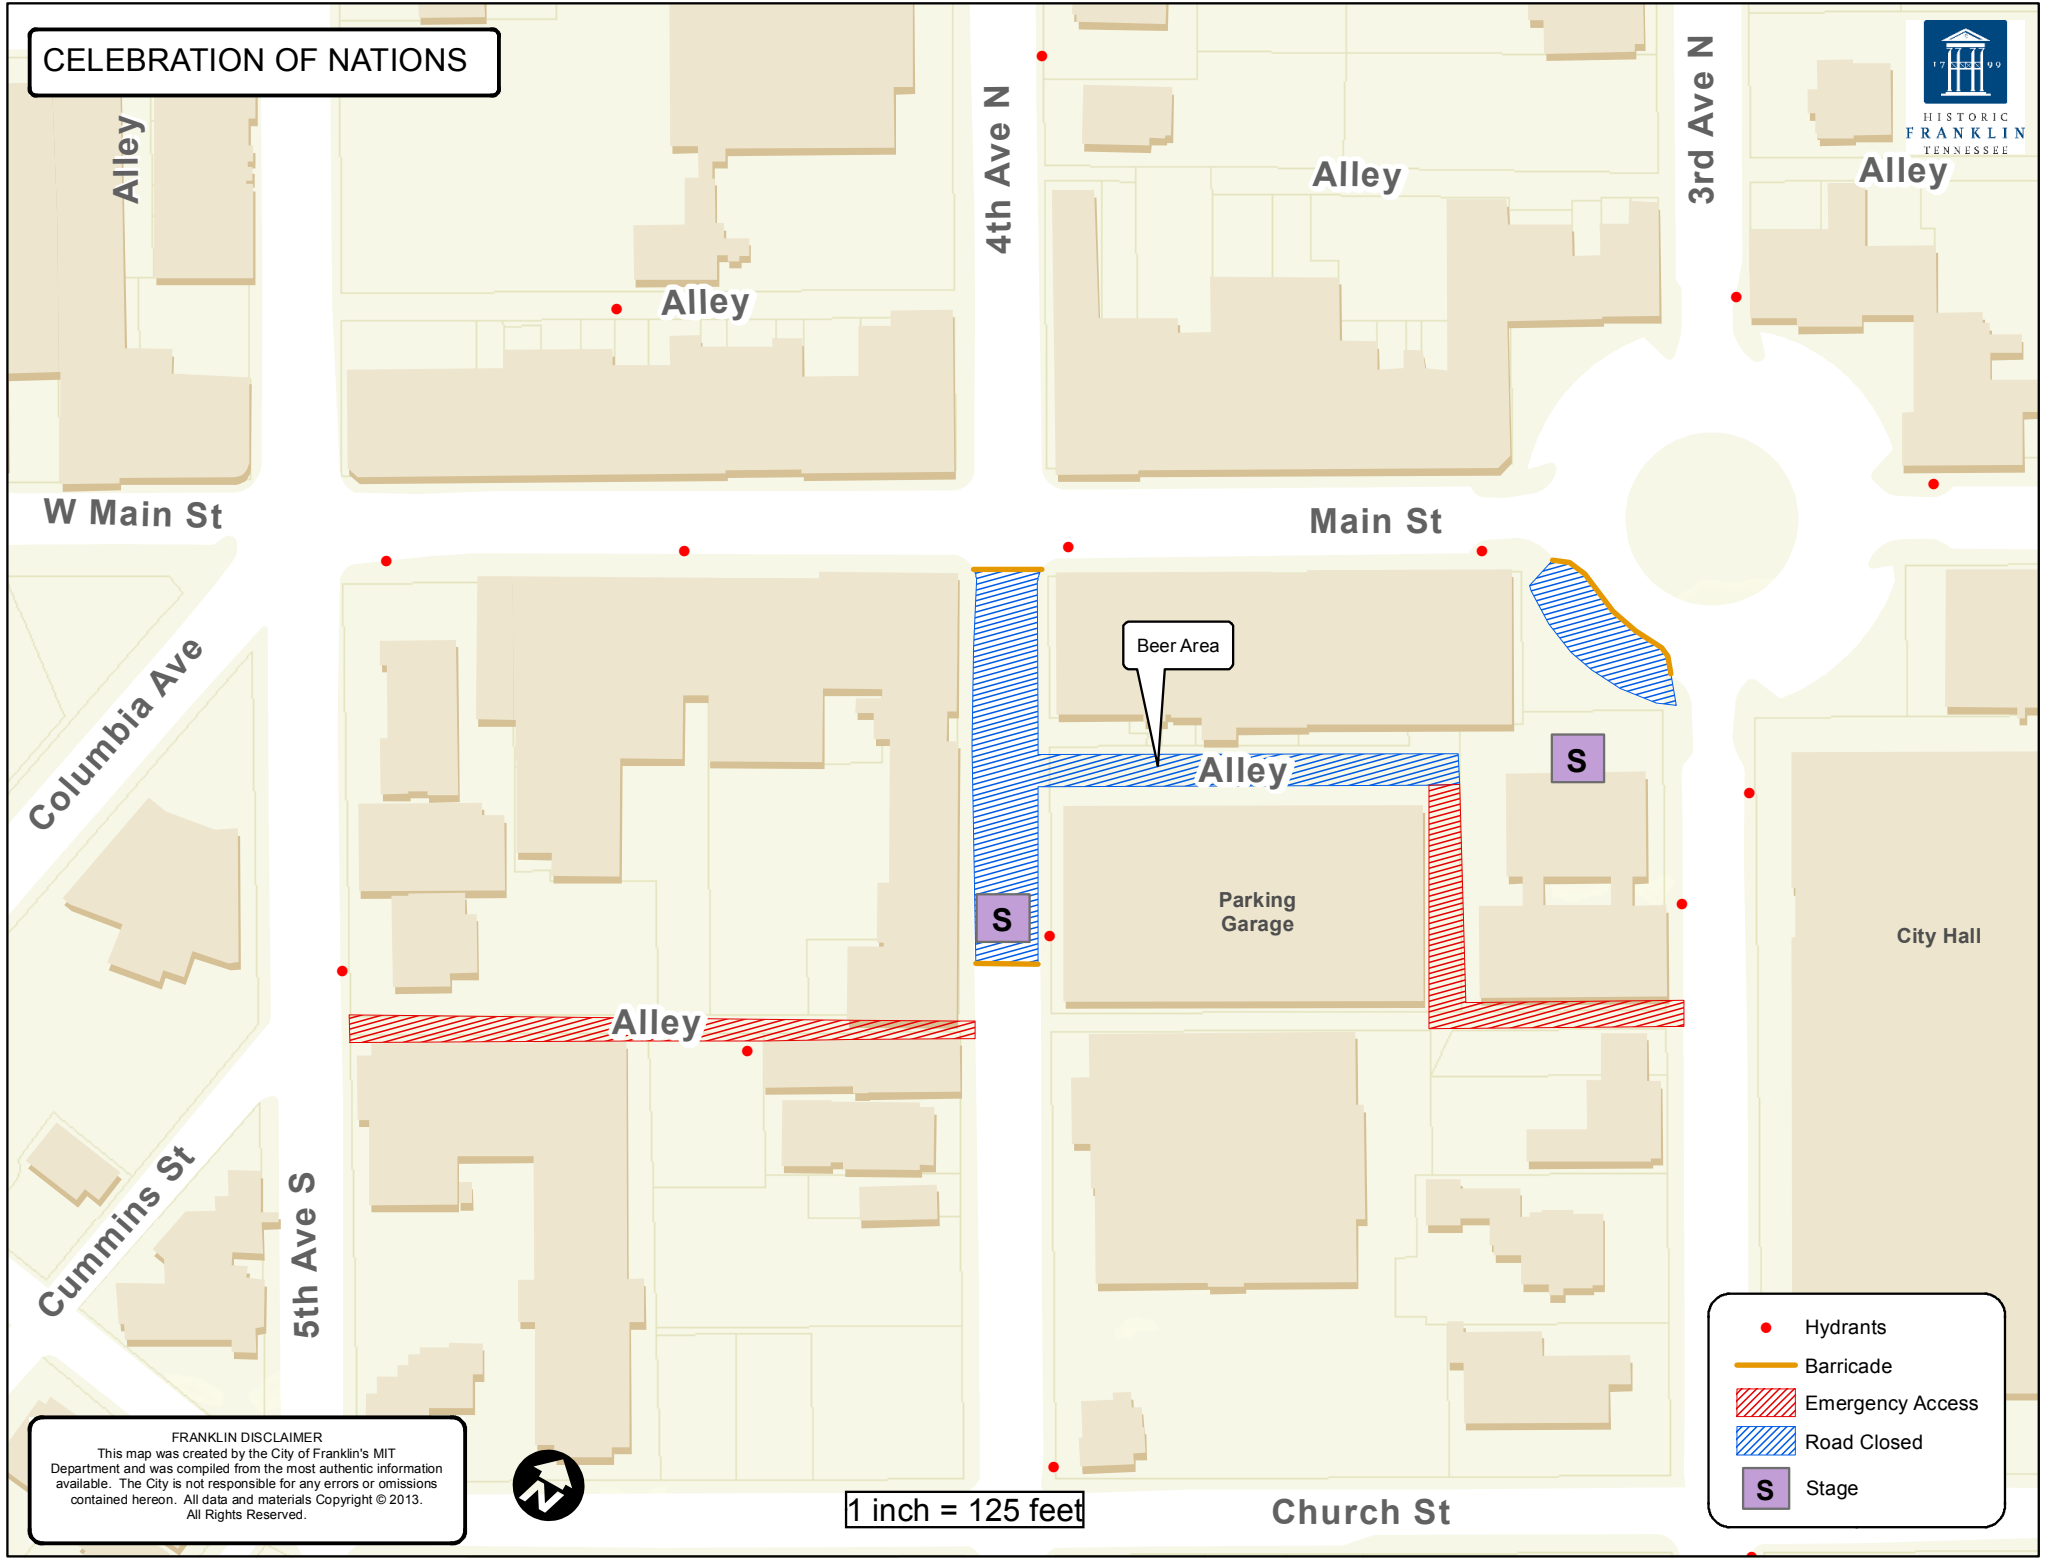 CELEBRATION OF NATIONS
Alley
4th Ave N
3rd Ave N
1799
HISTORIC
FRANKLIN
TENNESSEE
Alley
Alley
Alley
W Main St
Main St
Columbia Ave
Beer Area
Alley
S
S
Parking
Garage
City Hall
Alley
Cummins St
5th Ave S
Hydrants
Barricade
Emergency Access
Road Closed
S
Stage
FRANKLIN DISCLAIMER
This map was created by the City of Franklin's MIT
Department and was compiled from the most authentic information
available. The City is not responsible for any errors or omissions
contained hereon. All data and materials Copyright © 2013.
All Rights Reserved.
N
1 inch = 125 feet
Church St